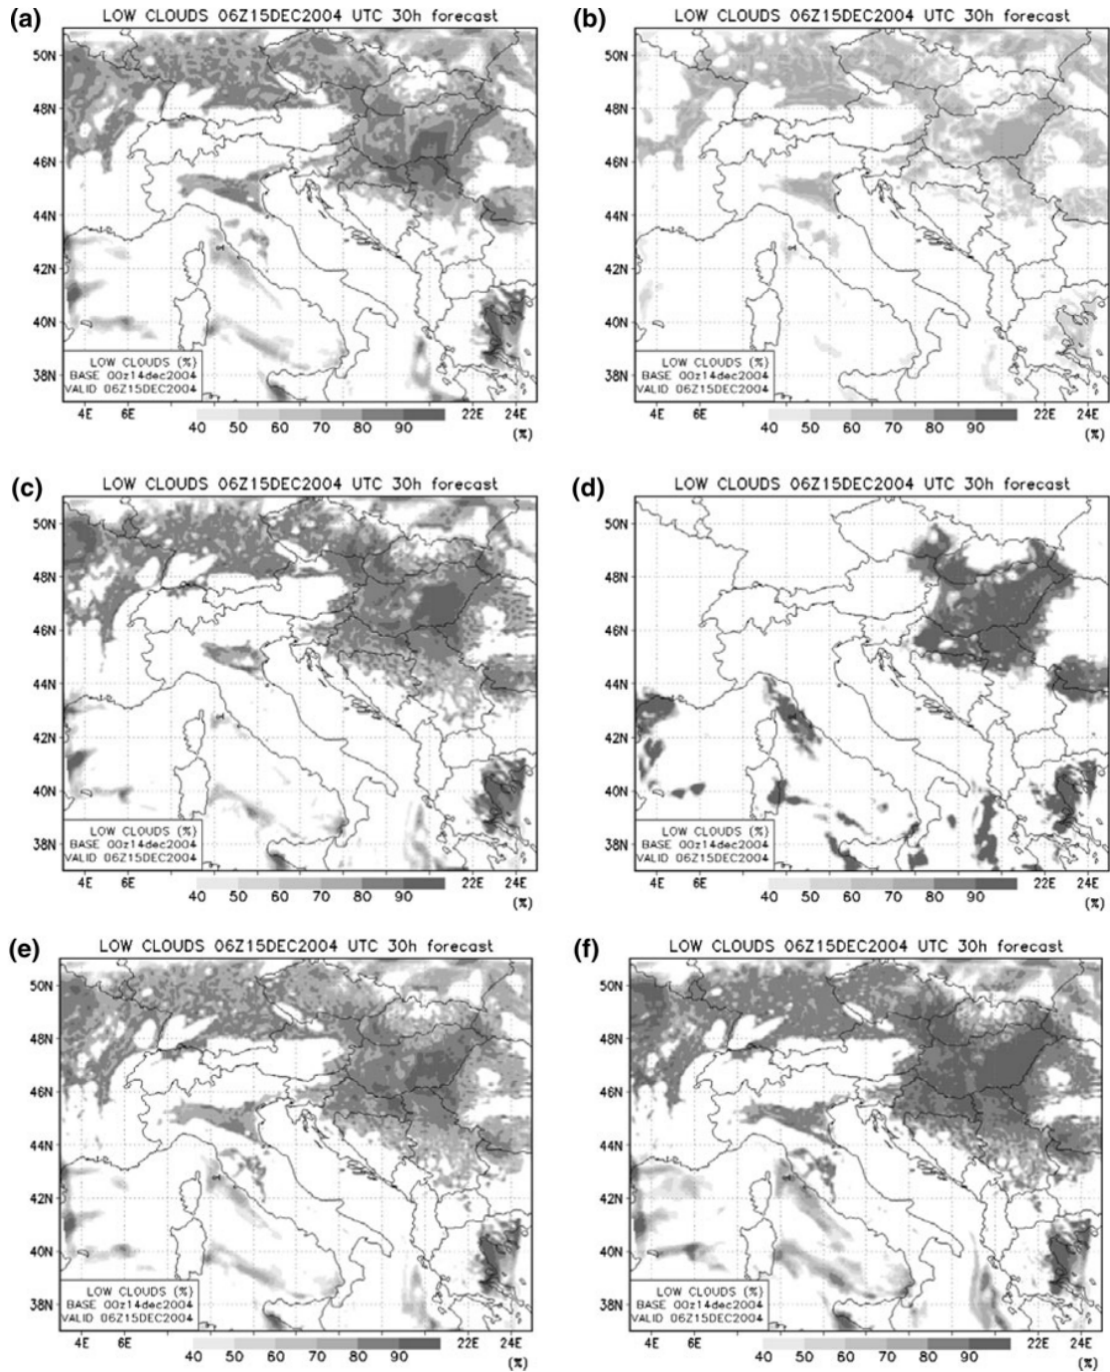 (a)
LOW CLOUDS 06Z15DEC2004 UTC 30h forecast
50N
48N
46N
44N
42N
40N
38N
LOW CLOUDS (%)
BASE 00z14dec2004
VALID 06Z15DEC2004
4E 6E 22E 24E
40 50 60 70 80 90
(%)
(b)
LOW CLOUDS 06Z15DEC2004 UTC 30h forecast
50N
48N
46N
44N
42N
40N
38N
LOW CLOUDS (%)
BASE 00z14dec2004
VALID 06Z15DEC2004
4E 6E 22E 24E
40 50 60 70 80 90
(%)
(c)
LOW CLOUDS 06Z15DEC2004 UTC 30h forecast
50N
48N
46N
44N
42N
40N
38N
LOW CLOUDS (%)
BASE 00z14dec2004
VALID 06Z15DEC2004
4E 6E 22E 24E
40 50 60 70 80 90
(%)
(d)
LOW CLOUDS 06Z15DEC2004 UTC 30h forecast
50N
48N
46N
44N
42N
40N
38N
LOW CLOUDS (%)
BASE 00z14dec2004
VALID 06Z15DEC2004
4E 6E 22E 24E
40 50 60 70 80 90
(%)
(e)
LOW CLOUDS 06Z15DEC2004 UTC 30h forecast
50N
48N
46N
44N
42N
40N
38N
LOW CLOUDS (%)
BASE 00z14dec2004
VALID 06Z15DEC2004
4E 6E 22E 24E
40 50 60 70 80 90
(%)
(f)
LOW CLOUDS 06Z15DEC2004 UTC 30h forecast
50N
48N
46N
44N
42N
40N
38N
LOW CLOUDS (%)
BASE 00z14dec2004
VALID 06Z15DEC2004
4E 6E 22E 24E
40 50 60 70 80 90
(%)